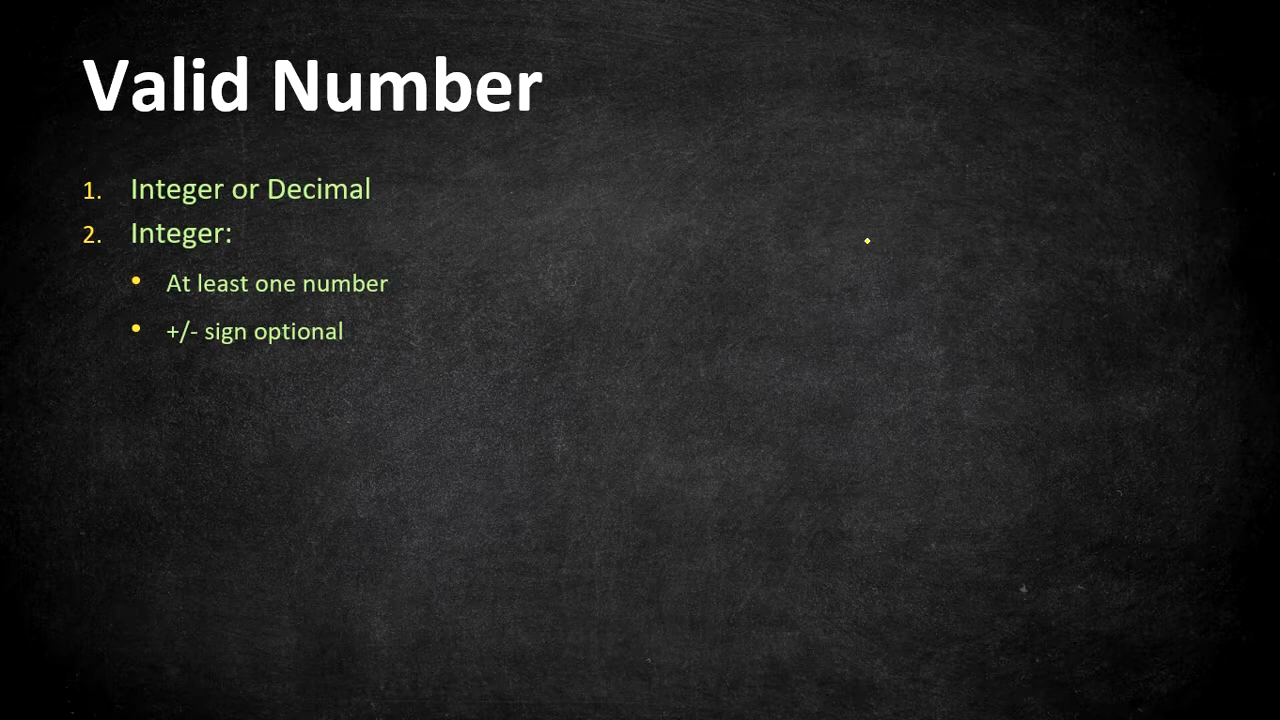 Valid Number
1. Integer or Decimal
2. Integer:
• At least one number
• +/- sign optional